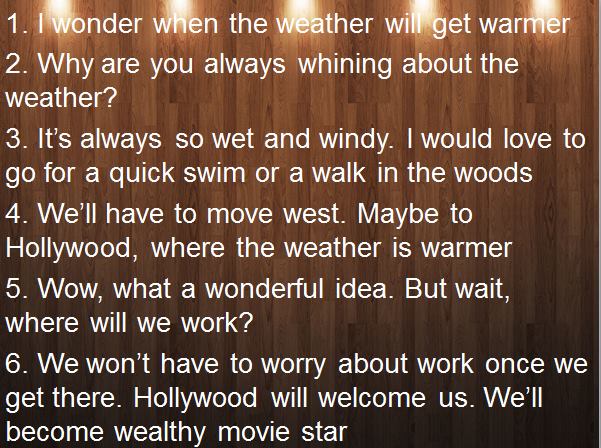 1. I wonder when the weather will get warmer
2. Why are you always whining about the
weather?
3. It’s always so wet and windy. I would love to
go for a quick swim or a walk in the woods
4. We’ll have to move west. Maybe to
Hollywood, where the weather is warmer
5. Wow, what a wonderful idea. But wait,
where will we work?
6. We won’t have to worry about work once we
get there. Hollywood will welcome us. We’ll
become wealthy movie star